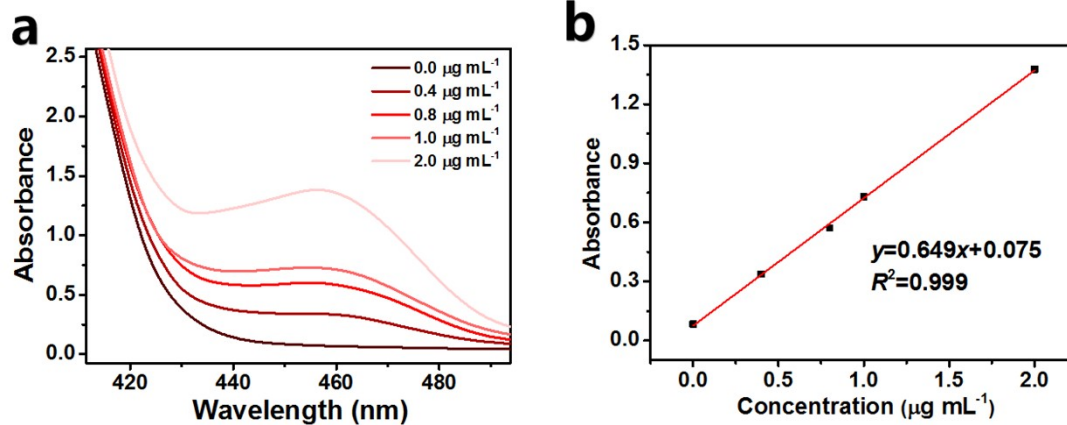 a
2.5
2.0
1.5
1.0
0.5
0.0
Absorbance
420
440
460
480
Wavelength (nm)
0.0 μg mL⁻¹
0.4 μg mL⁻¹
0.8 μg mL⁻¹
1.0 μg mL⁻¹
2.0 μg mL⁻¹
b
1.5
1.2
0.9
0.6
0.3
0.0
Absorbance
0.0
0.5
1.0
1.5
2.0
Concentration (μg mL⁻¹)
y=0.649x+0.075
R²=0.999